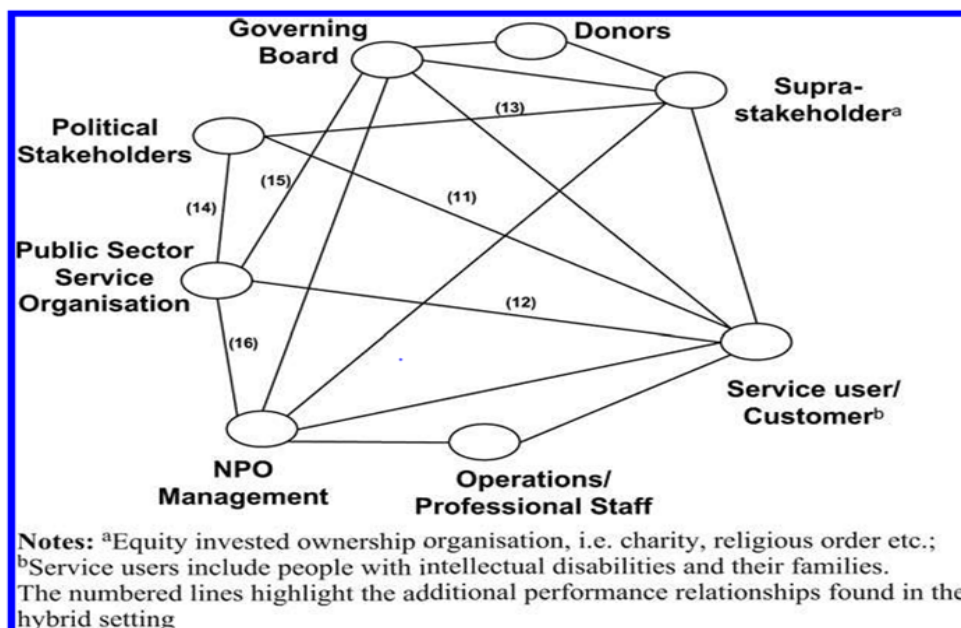 Governing
Board
Donors
Supra-
stakeholderᵃ
(13)
Political
Stakeholders
(15)
(11)
(14)
Public Sector
Service
Organisation
(12)
(16)
Service user/
Customerᵇ
NPO
Management
Operations/
Professional Staff
Notes: ᵃEquity invested ownership organisation, i.e. charity, religious order etc.;
ᵇService users include people with intellectual disabilities and their families.
The numbered lines highlight the additional performance relationships found in the
hybrid setting